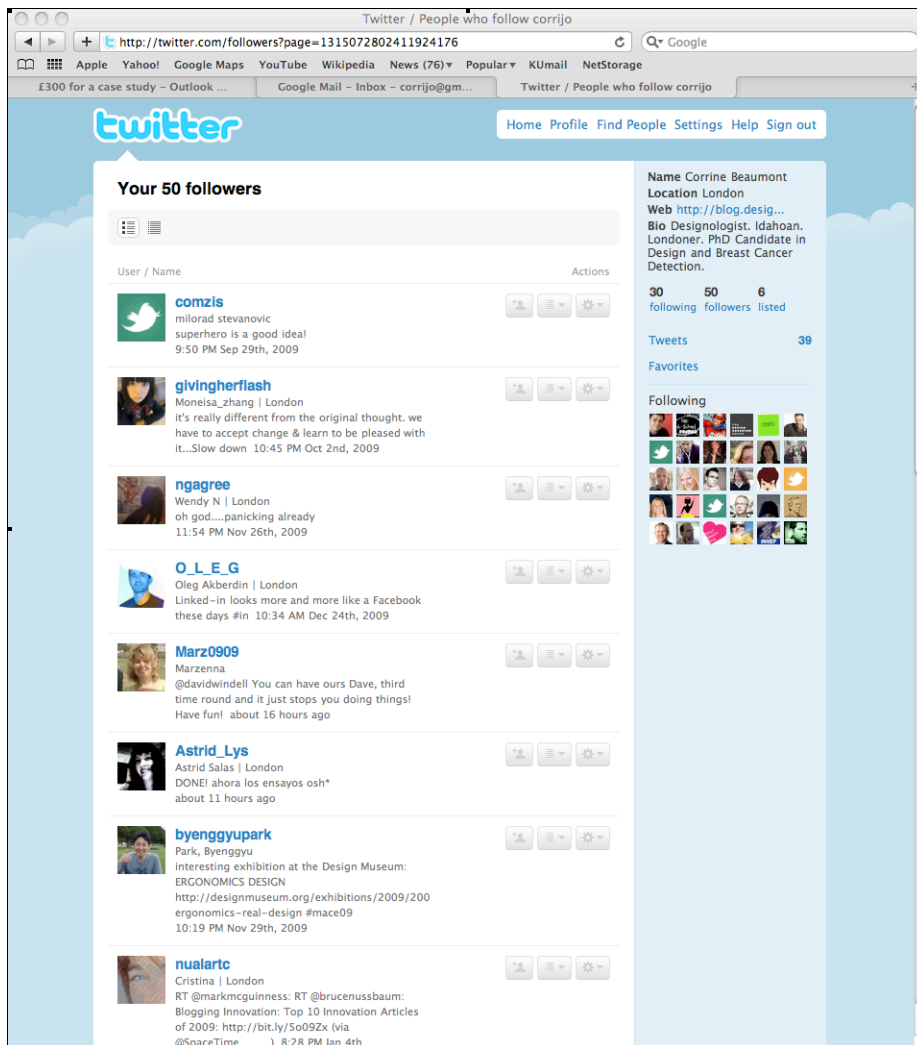 Twitter / People who follow corrijo
http://twitter.com/followers?page=1315072802411924176
Google
Apple Yahoo! Google Maps YouTube Wikipedia News (76) Popular KUmail NetStorage
£300 for a case study – Outlook ...
Google Mail – Inbox – corrijo@gm...
Twitter / People who follow corrijo
twitter
Home Profile Find People Settings Help Sign out
Your 50 followers
User / Name
Actions
comzis
milorad stevanovic
superhero is a good idea!
9:50 PM Sep 29th, 2009
givingherflash
Moneisa_zhang | London
it's really different from the original thought. we
have to accept change & learn to be pleased with
it...Slow down 10:45 PM Oct 2nd, 2009
ngagree
Wendy N | London
oh god....panicking already
11:54 PM Nov 26th, 2009
O_L_E_G
Oleg Akberdin | London
Linked-in looks more and more like a Facebook
these days #in 10:34 AM Dec 24th, 2009
Marz0909
Marzenna
@davidwindell You can have ours Dave, third
time round and it just stops you doing things!
Have fun! about 16 hours ago
Astrid_Lys
Astrid Salas | London
DONE! ahora los ensayos osh*
about 11 hours ago
byenggyupark
Park, Byenggyu
interesting exhibition at the Design Museum:
ERGONOMICS DESIGN
http://designmuseum.org/exhibitions/2009/200
ergonomics-real-design #mace09
10:19 PM Nov 29th, 2009
nualartc
Cristina | London
RT @markmcguinness: RT @brucenussbaum:
Blogging Innovation: Top 10 Innovation Articles
of 2009: http://bit.ly/5o09Zx (via
@SpaceTime____) 8:28 PM Jan 4th
Name Corrine Beaumont
Location London
Web http://blog.desig...
Bio Designologist. Idahoan.
Londoner. PhD Candidate in
Design and Breast Cancer
Detection.
30 50 6
following followers listed
Tweets 39
Favorites
Following